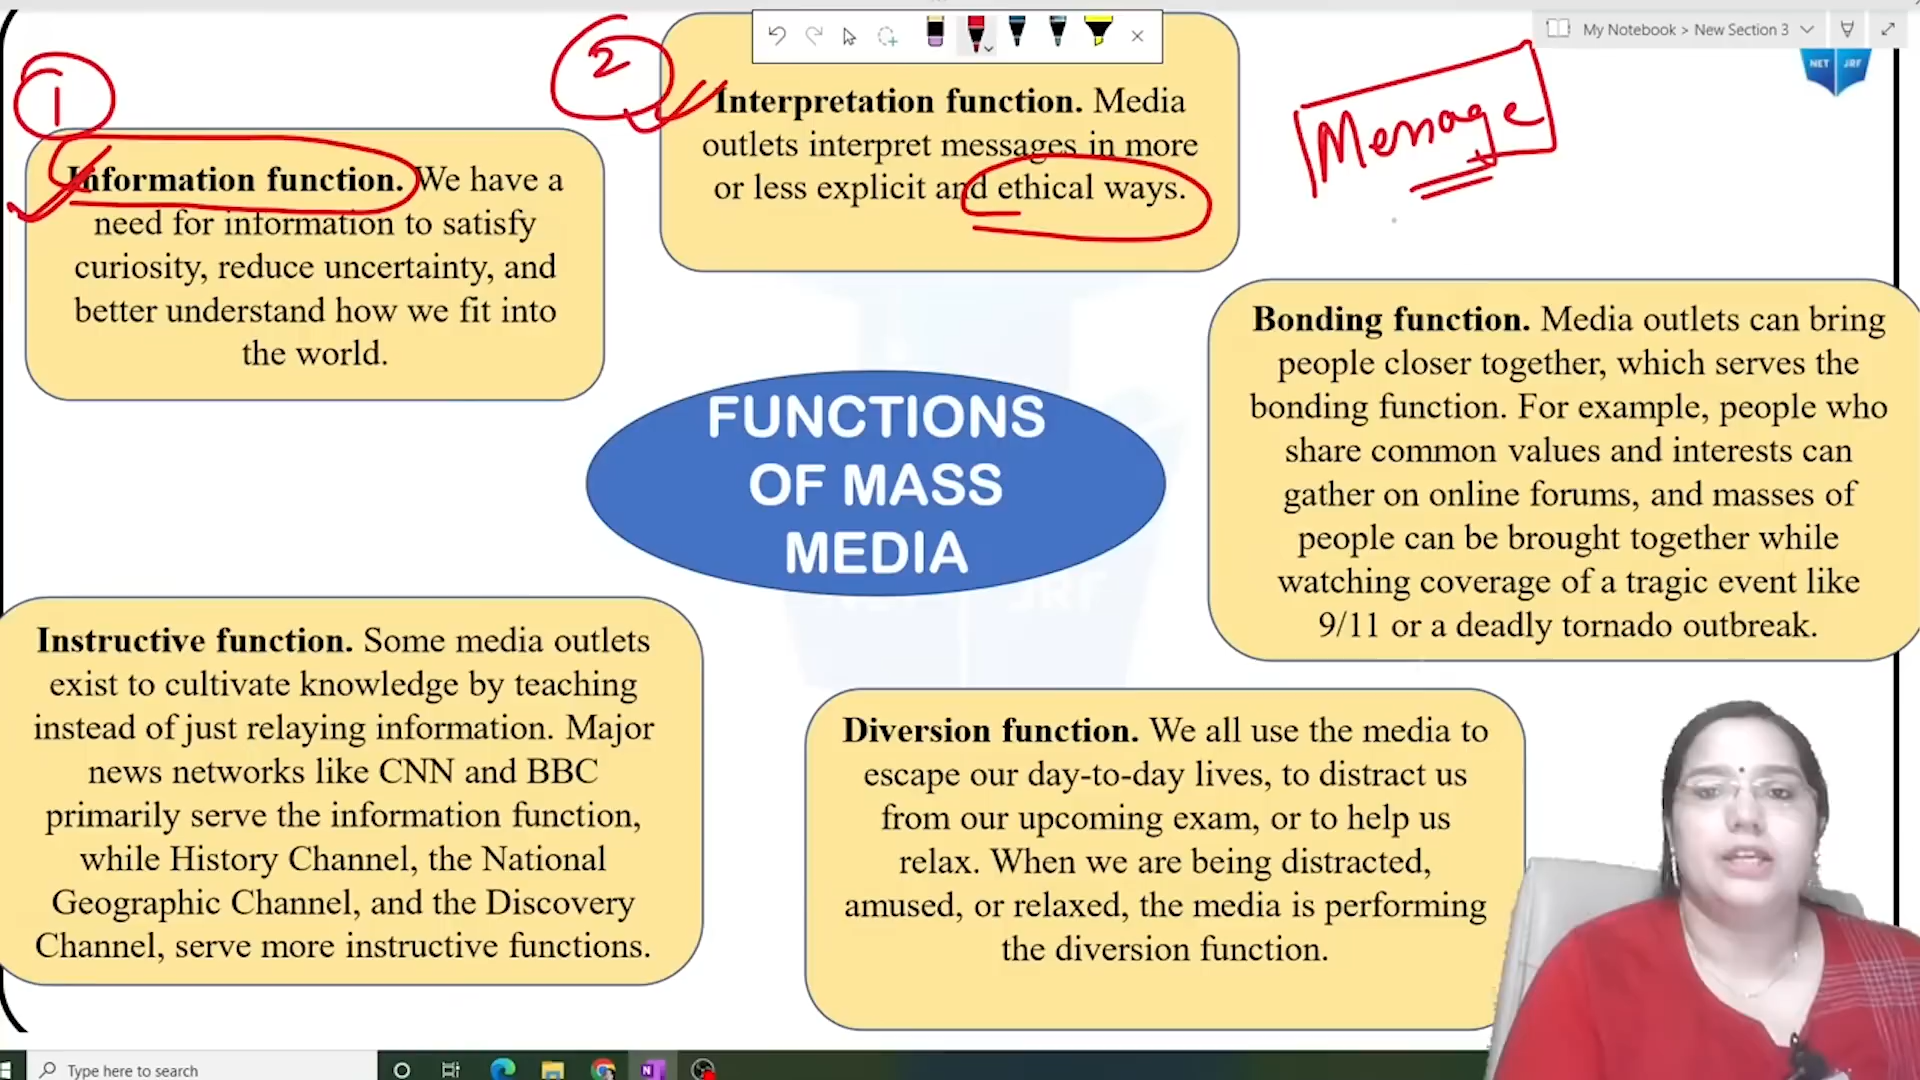 My Notebook > New Section 3
NET JRF
1
2
Message
Information function. We have a
need for information to satisfy
curiosity, reduce uncertainty, and
better understand how we fit into
the world.
Interpretation function. Media
outlets interpret messages in more
or less explicit and ethical ways.
Bonding function. Media outlets can bring
people closer together, which serves the
bonding function. For example, people who
share common values and interests can
gather on online forums, and masses of
people can be brought together while
watching coverage of a tragic event like
9/11 or a deadly tornado outbreak.
FUNCTIONS
OF MASS
MEDIA
Instructive function. Some media outlets
exist to cultivate knowledge by teaching
instead of just relaying information. Major
news networks like CNN and BBC
primarily serve the information function,
while History Channel, the National
Geographic Channel, and the Discovery
Channel, serve more instructive functions.
Diversion function. We all use the media to
escape our day-to-day lives, to distract us
from our upcoming exam, or to help us
relax. When we are being distracted,
amused, or relaxed, the media is performing
the diversion function.
Type here to search